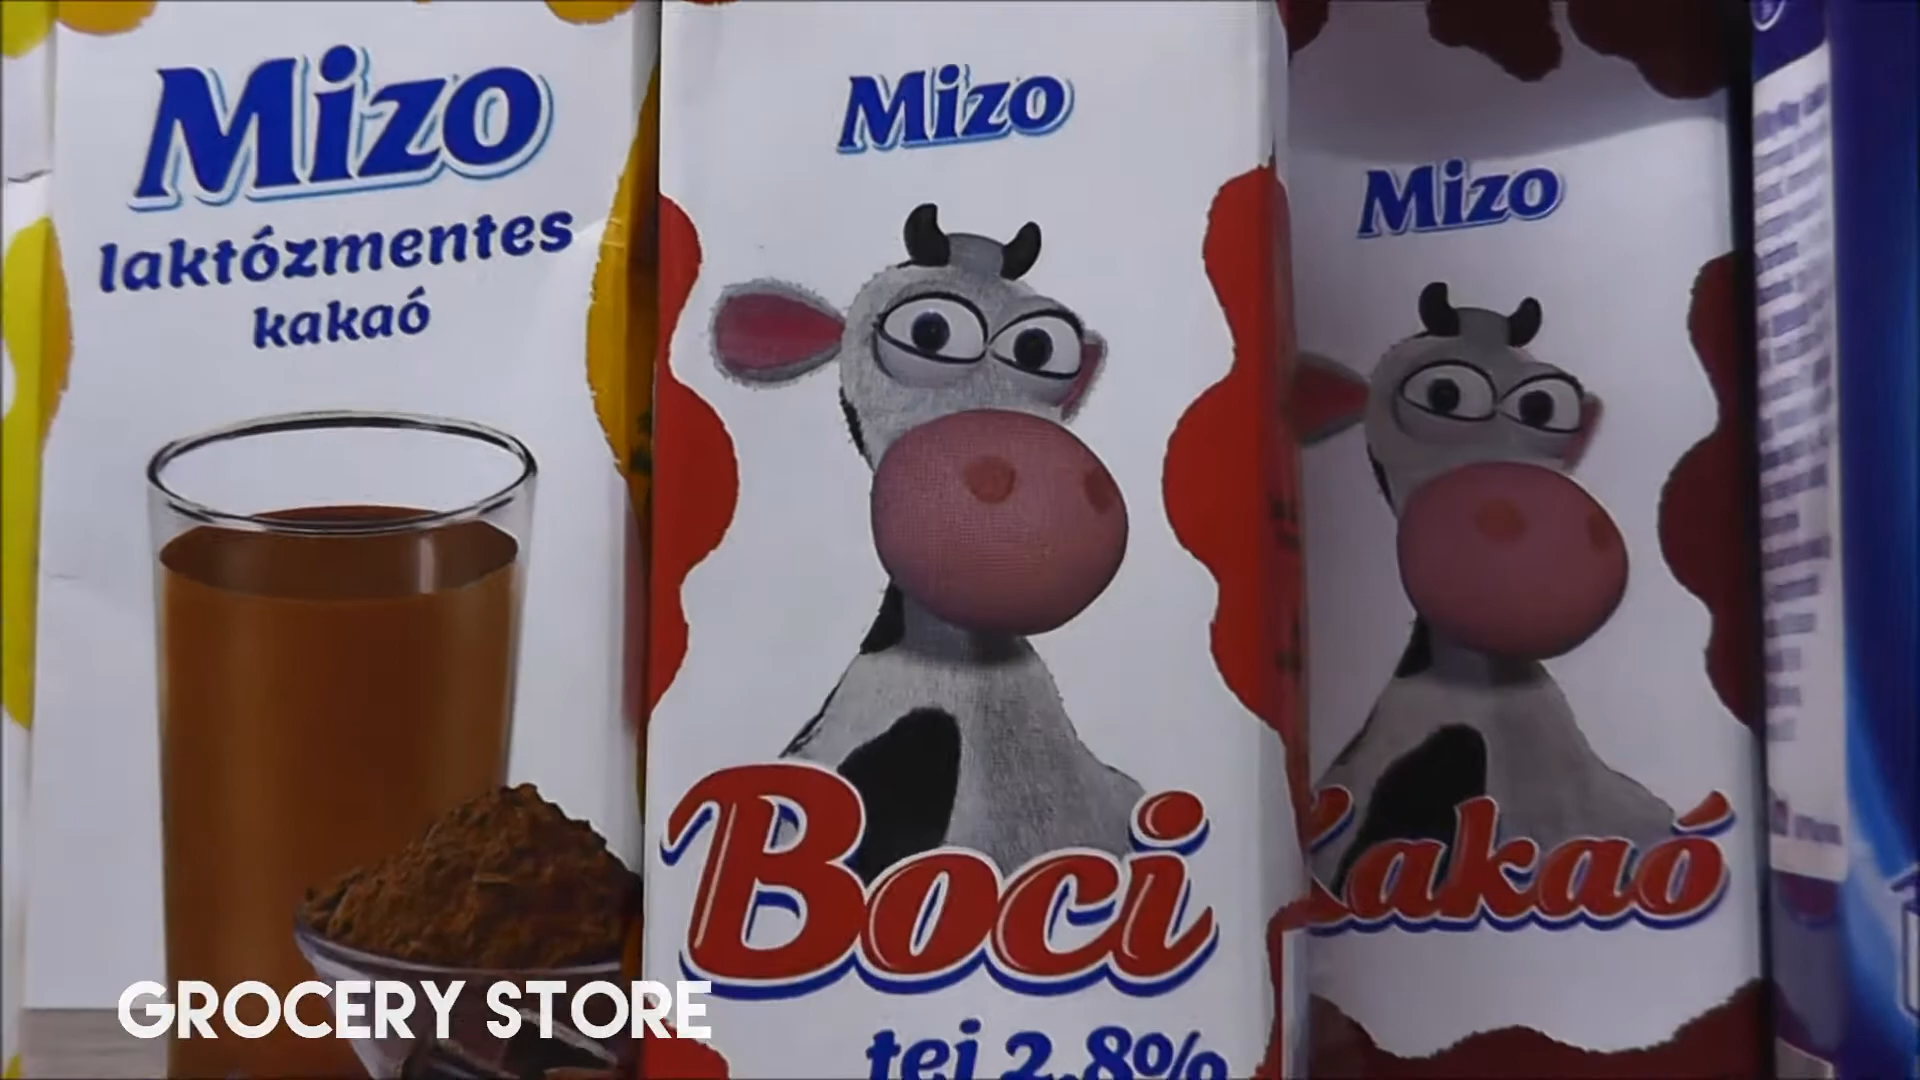 Mizo
laktózmentes
kakaó
Mizo
Boci
tej 2,8%
Mizo
Kakaó
GROCERY STORE